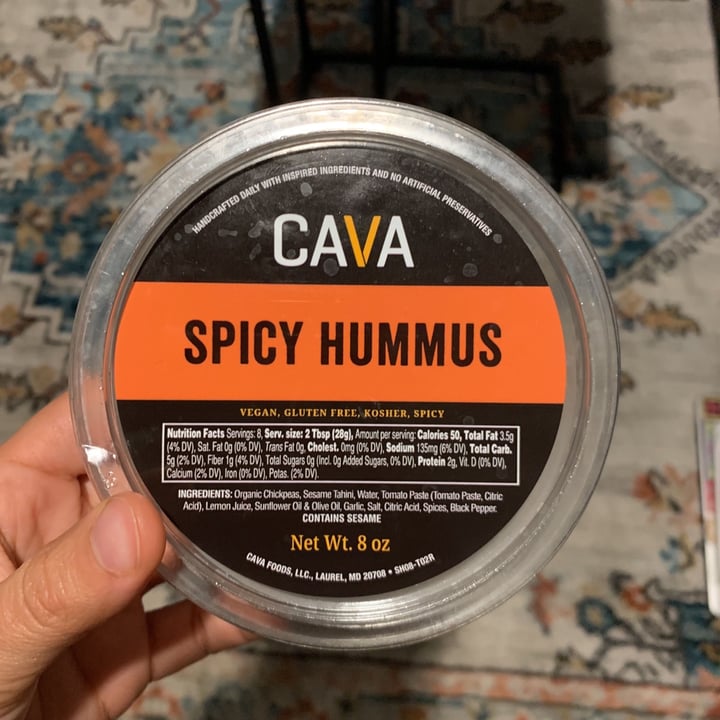 HANDCRAFTED DAILY WITH INSPIRED INGREDIENTS AND NO ARTIFICIAL PRESERVATIVES
CAVA
SPICY HUMMUS
VEGAN, GLUTEN FREE, KOSHER, SPICY
Nutrition Facts Servings: 8, Serv. size: 2 Tbsp (28g), Amount per serving: Calories 50, Total Fat 3.5g
(4% DV), Sat. Fat 0g (0% DV), Trans Fat 0g, Cholest. 0mg (0% DV), Sodium 135mg (6% DV), Total Carb.
5g (2% DV), Fiber 1g (4% DV), Total Sugars 0g (Incl. 0g Added Sugars, 0% DV), Protein 2g, Vit. D (0% DV),
Calcium (2% DV), Iron (0% DV), Potas. (2% DV).
INGREDIENTS: Organic Chickpeas, Sesame Tahini, Water, Tomato Paste (Tomato Paste, Citric
Acid), Lemon Juice, Sunflower Oil & Olive Oil, Garlic, Salt, Citric Acid, Spices, Black Pepper.
CONTAINS SESAME
Net Wt. 8 oz
CAVA FOODS, LLC., LAUREL, MD 20708 • SH08-T02R